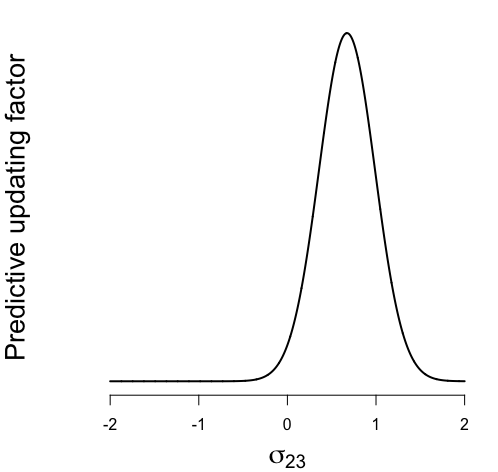 Predictive updating factor
-2 -1 0 1 2
σ23